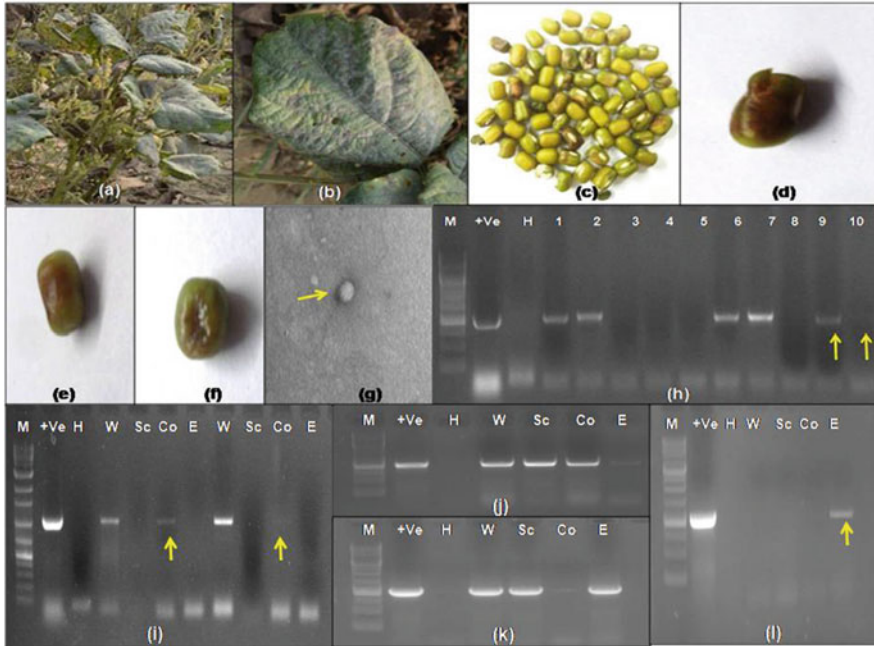 (a)
(b)
(c)
(d)
(e)
(f)
(g)
M +Ve H 1 2 3 4 5 6 7 8 9 10
(h)
M +Ve H W Sc Co E W Sc Co E
(i)
M +Ve H W Sc Co E
(j)
M +Ve H W Sc Co E
(k)
M +Ve H W Sc Co E
(l)